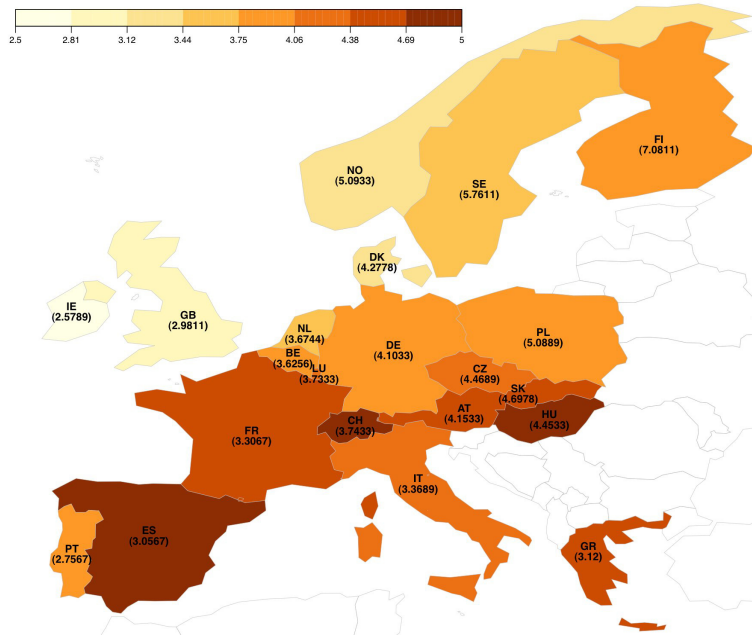 2.5 2.81 3.12 3.44 3.75 4.06 4.38 4.69 5
FI
(7.0811)
NO
(5.0933)
SE
(5.7611)
DK
(4.2778)
IE
(2.5789)
GB
(2.9811)
NL
(3.6744)
DE
(4.1033)
PL
(5.0889)
BE
(3.6256)
LU
(3.7333)
CZ
(4.4689)
SK
(4.6978)
AT
(4.1533)
HU
(4.4533)
CH
(3.7433)
FR
(3.3067)
IT
(3.3689)
ES
(3.0567)
PT
(2.7567)
GR
(3.12)